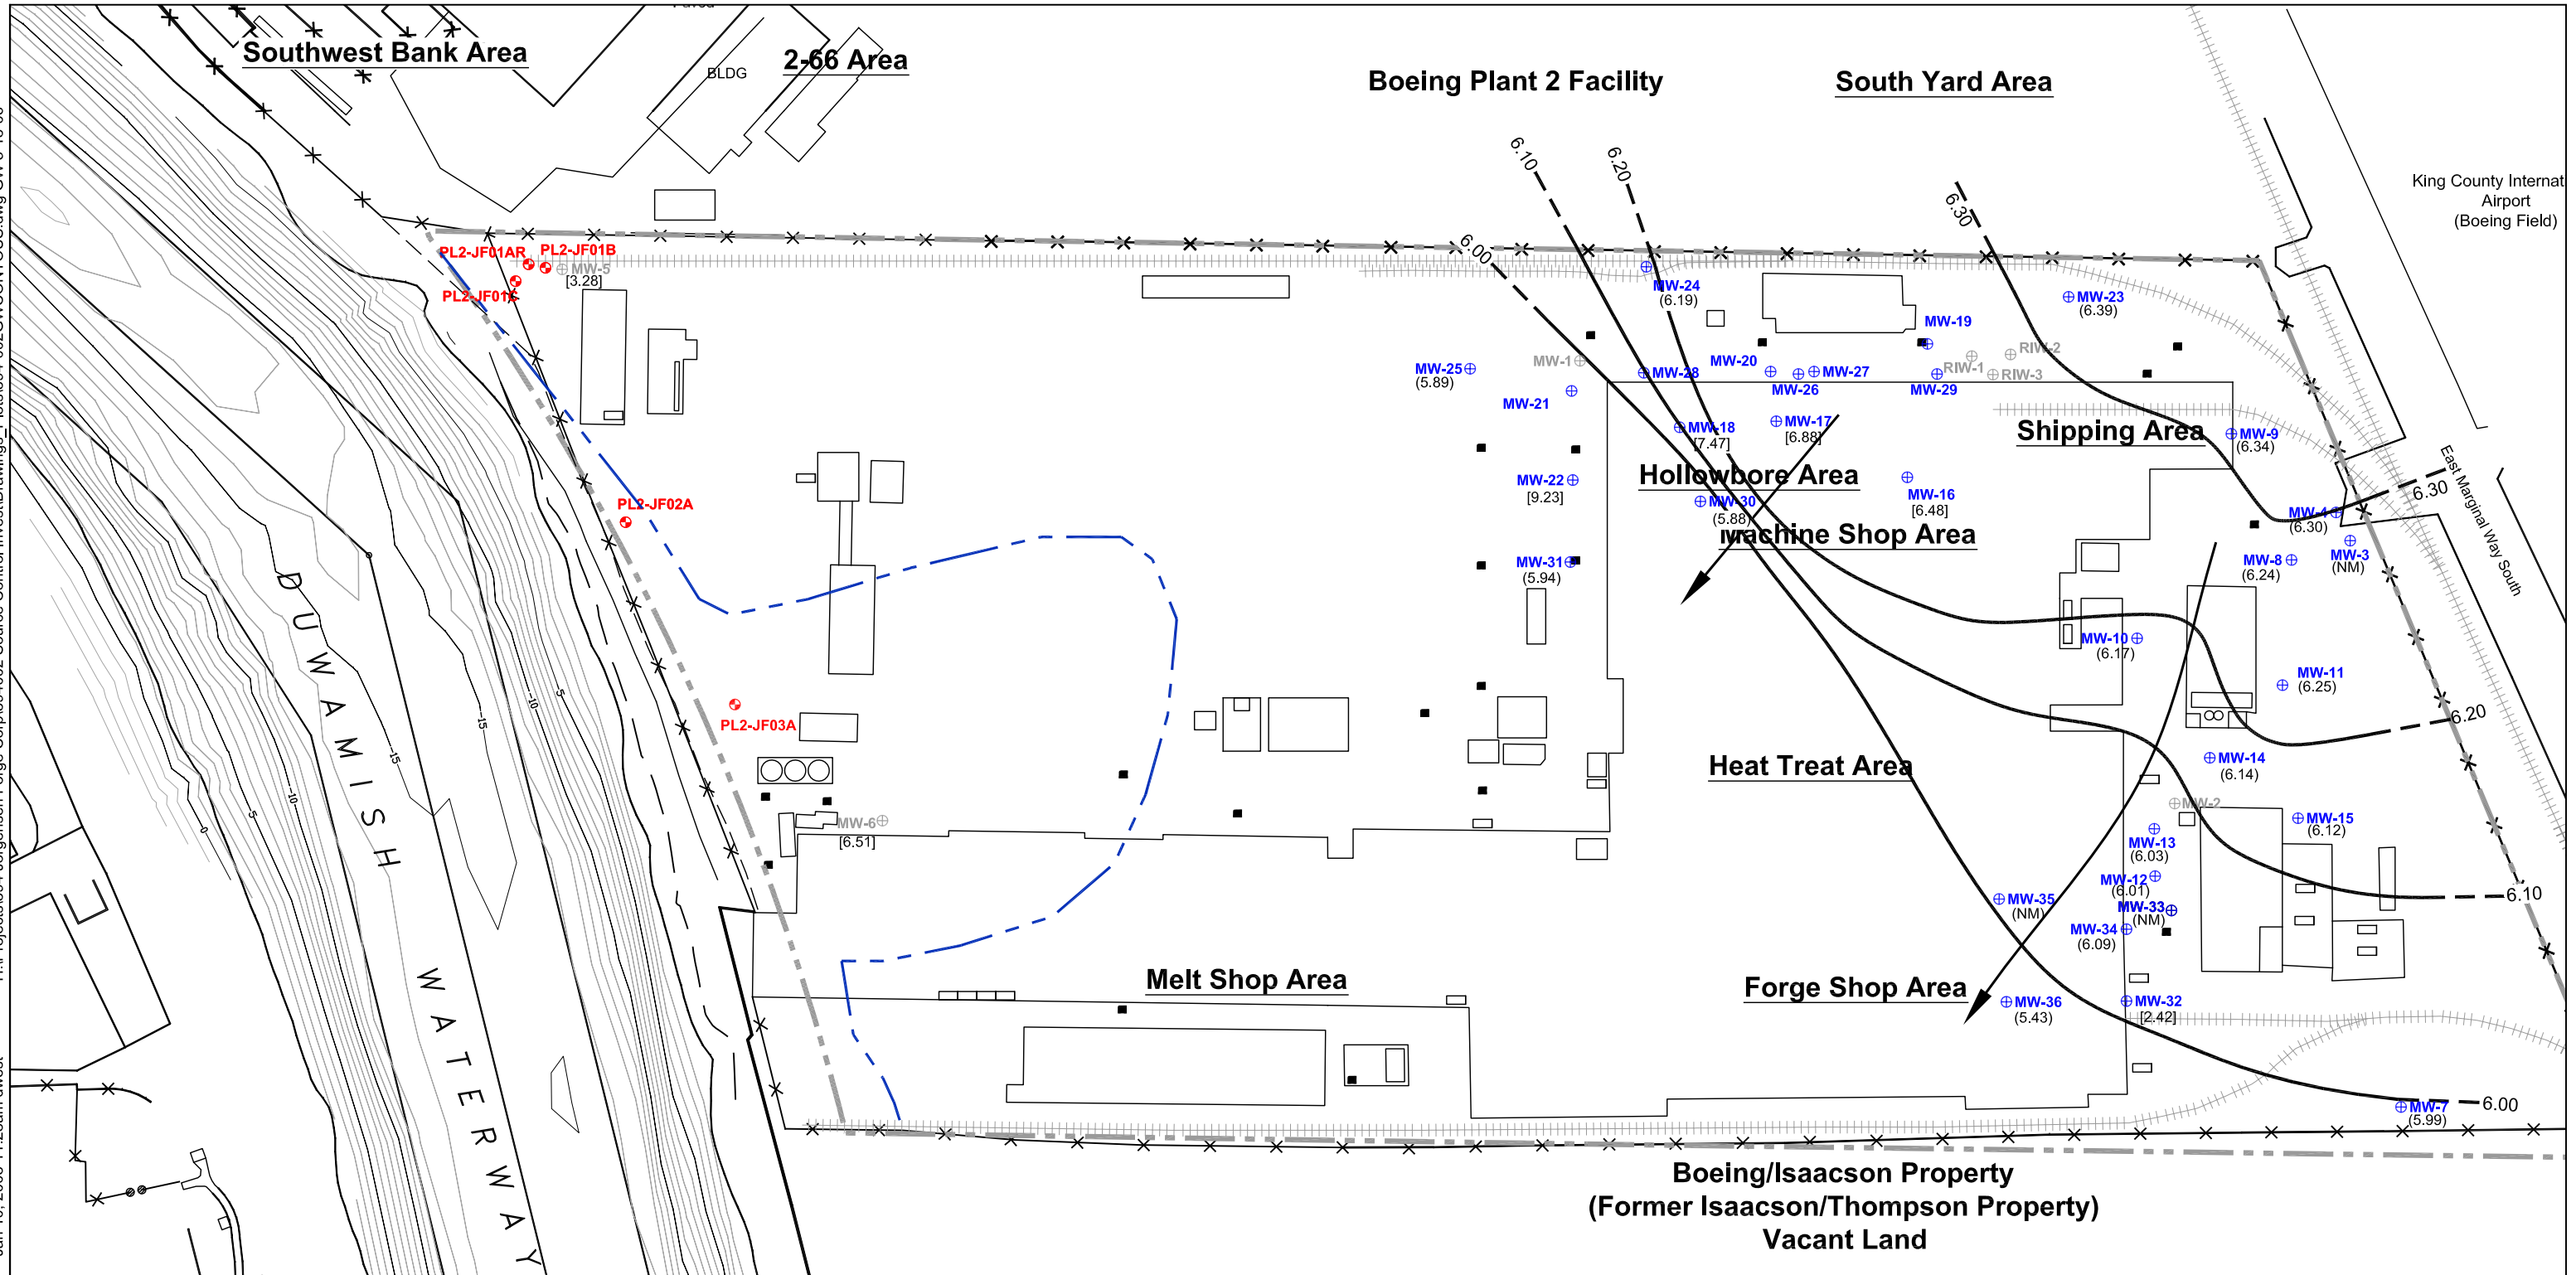 Southwest Bank Area
2-66 Area
BLDG
Boeing Plant 2 Facility
South Yard Area
King County Internat
Airport
(Boeing Field)
6.10
6.20
6.30
6.00
PL2-JF01AR
PL2-JF01B
MW-5
[3.28]
PL2-JF01C
MW-24
(6.19)
MW-23
(6.39)
MW-19
MW-25
(5.89)
MW-1
MW-28
MW-20
MW-27
MW-26
MW-29
RIW-1
RIW-2
RIW-3
MW-21
MW-18
[7.47]
MW-17
[6.88]
Shipping Area
MW-9
(6.34)
East Marginal Way South
Hollowbore Area
MW-22
[9.23]
MW-30
(5.88)
MW-16
[6.48]
6.30
MW-4
(6.30)
PL2-JF02A
Machine Shop Area
MW-3
(NM)
MW-8
(6.24)
MW-31
(5.94)
MW-10
(6.17)
MW-11
(6.25)
6.20
PL2-JF03A
DUWAMISH
WATERWAY
-5
-10
-15
-15
-10
-5
0
Heat Treat Area
MW-14
(6.14)
MW-2
MW-15
(6.12)
MW-6
[6.51]
MW-13
(6.03)
MW-12
(6.01)
6.10
MW-35
(NM)
MW-33
(NM)
MW-34
(6.09)
Melt Shop Area
Forge Shop Area
MW-36
(5.43)
MW-32
[2.42]
MW-7
(5.99)
6.00
Boeing/Isaacson Property
(Former Isaacson/Thompson Property)
Vacant Land